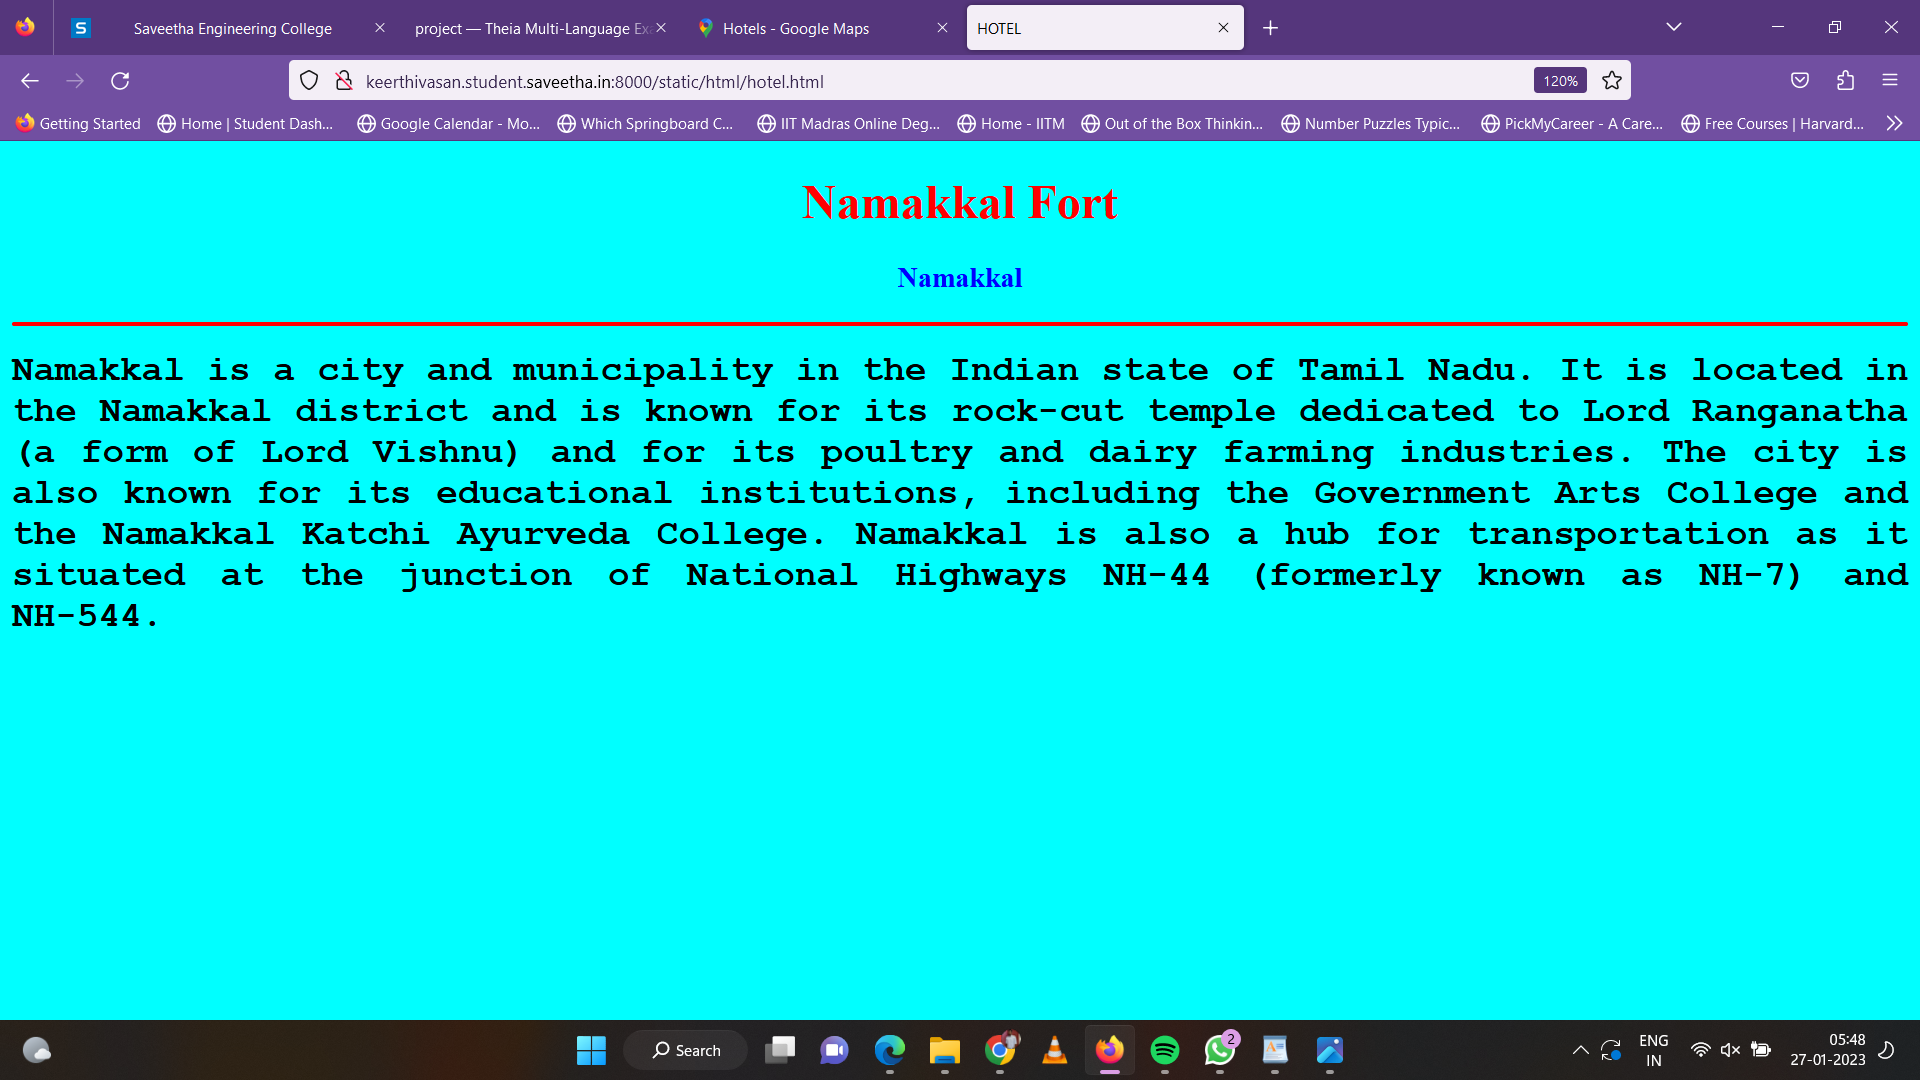 Saveetha Engineering College
project — Theia Multi-Language Exa
Hotels - Google Maps
HOTEL
keerthivasan.student.saveetha.in:8000/static/html/hotel.html
120%
Getting Started
Home | Student Dash...
Google Calendar - Mo...
Which Springboard C...
IIT Madras Online Deg...
Home - IITM
Out of the Box Thinkin...
Number Puzzles Typic...
PickMyCareer - A Care...
Free Courses | Harvard...
Namakkal Fort
Namakkal
Namakkal is a city and municipality in the Indian state of Tamil Nadu. It is located in
the Namakkal district and is known for its rock-cut temple dedicated to Lord Ranganatha
(a form of Lord Vishnu) and for its poultry and dairy farming industries. The city is
also known for its educational institutions, including the Government Arts College and
the Namakkal Katchi Ayurveda College. Namakkal is also a hub for transportation as it
situated at the junction of National Highways NH-44 (formerly known as NH-7) and
NH-544.
Search
2
ENG
IN
05:48
27-01-2023